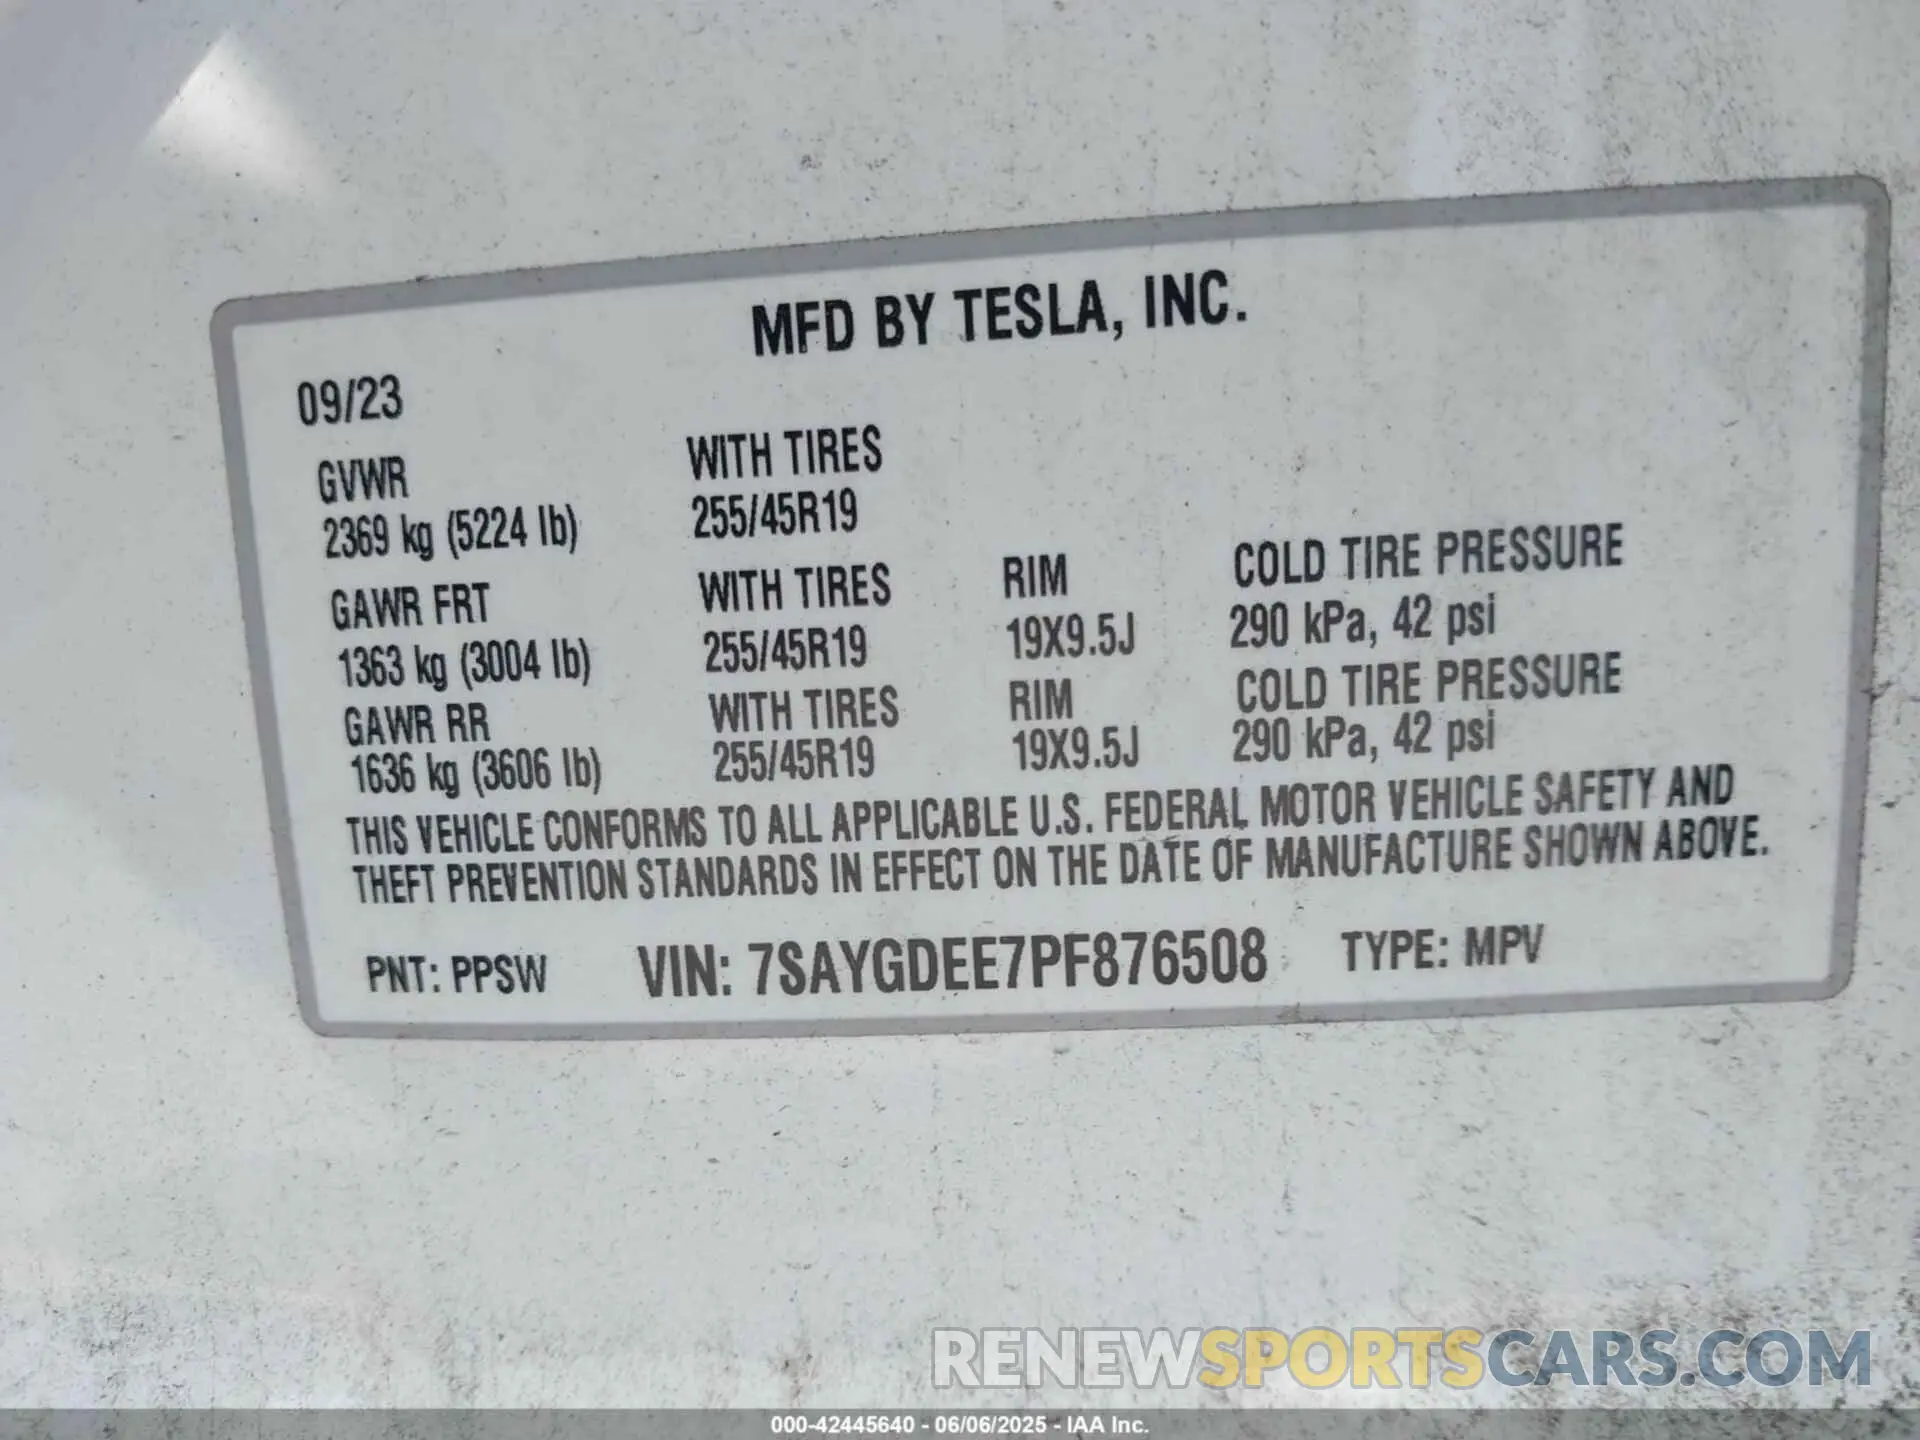 MFD BY TESLA, INC.
09/23
GVWR WITH TIRES
2369 kg (5224 lb) 255/45R19
GAWR FRT WITH TIRES RIM COLD TIRE PRESSURE
1363 kg (3004 lb) 255/45R19 19X9.5J 290 kPa, 42 psi
GAWR RR WITH TIRES RIM COLD TIRE PRESSURE
1636 kg (3606 lb) 255/45R19 19X9.5J 290 kPa, 42 psi
THIS VEHICLE CONFORMS TO ALL APPLICABLE U.S. FEDERAL MOTOR VEHICLE SAFETY AND
THEFT PREVENTION STANDARDS IN EFFECT ON THE DATE OF MANUFACTURE SHOWN ABOVE.
PNT: PPSW VIN: 7SAYGDEE7PF876508 TYPE: MPV
RENEWSPORTSCARS.COM
000-42445640 - 06/06/2025 - IAA Inc.